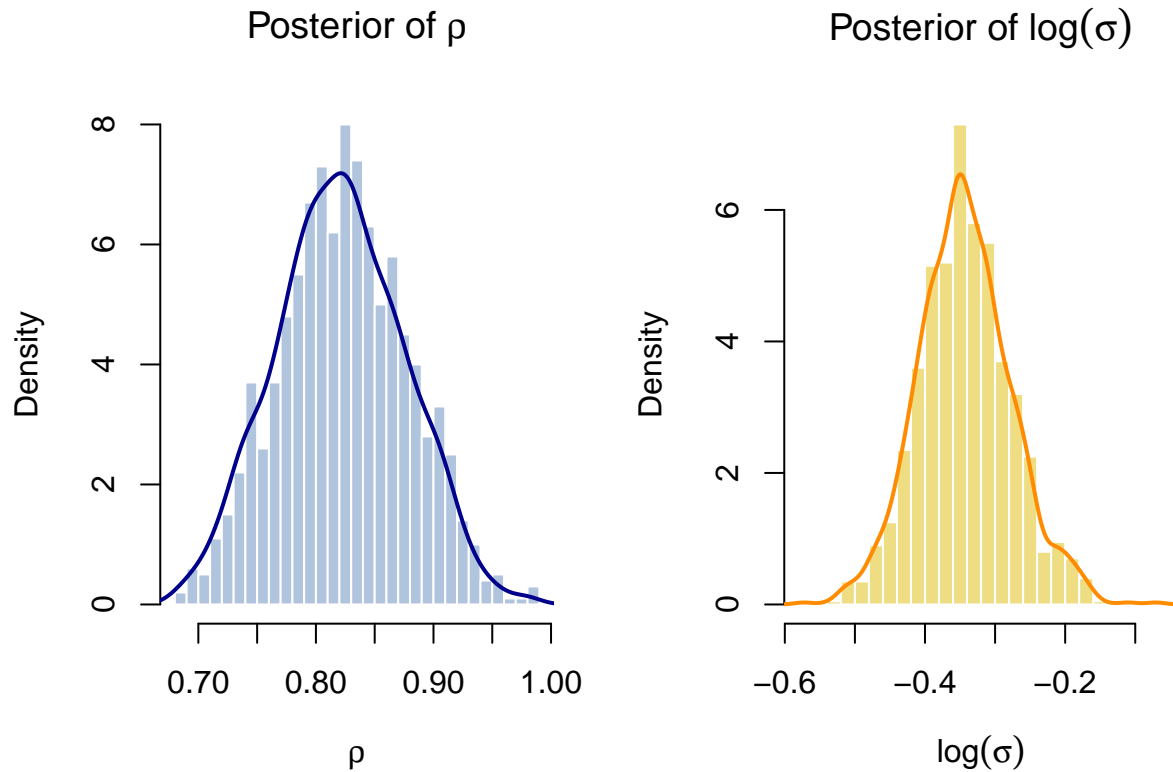 Posterior of ρ
Density
0 2 4 6 8
0.70 0.80 0.90 1.00
ρ
Posterior of log(σ)
Density
0 2 4 6
−0.6 −0.4 −0.2
log(σ)